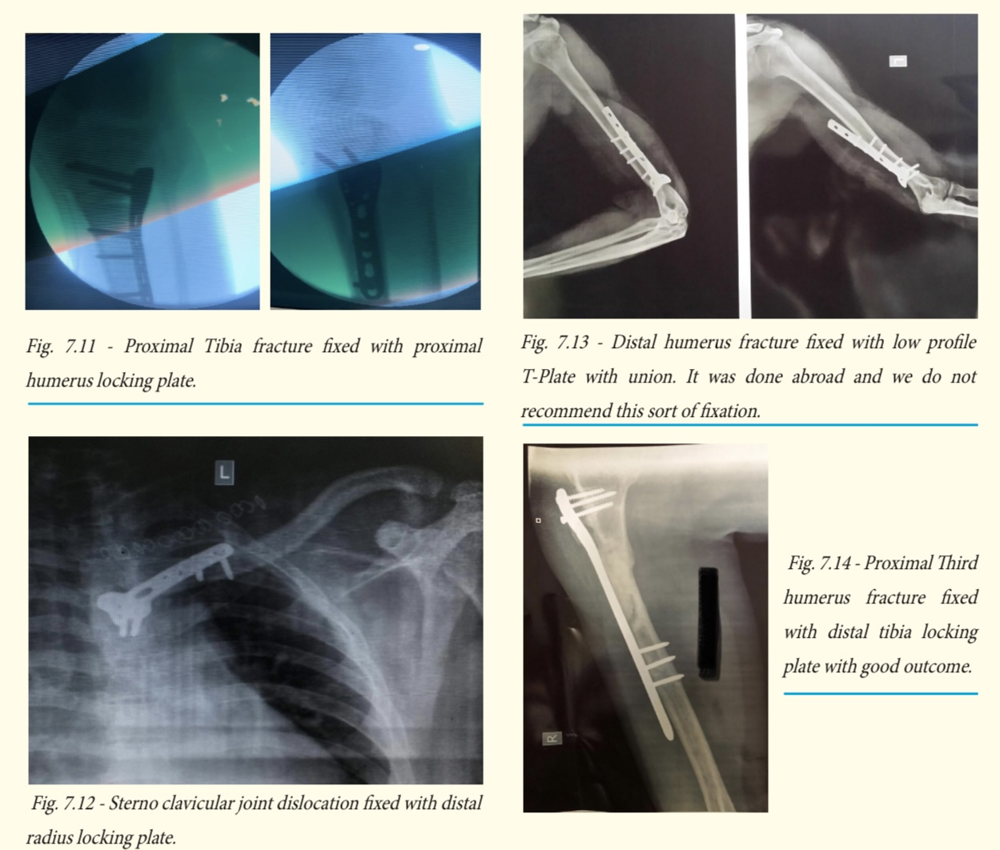 Fig. 7.11 - Proximal Tibia fracture fixed with proximal
humerus locking plate.
L
Fig. 7.12 - Sterno clavicular joint dislocation fixed with distal
radius locking plate.
L
Fig. 7.13 - Distal humerus fracture fixed with low profile
T-Plate with union. It was done abroad and we do not
recommend this sort of fixation.
R
Fig. 7.14 - Proximal Third
humerus fracture fixed
with distal tibia locking
plate with good outcome.